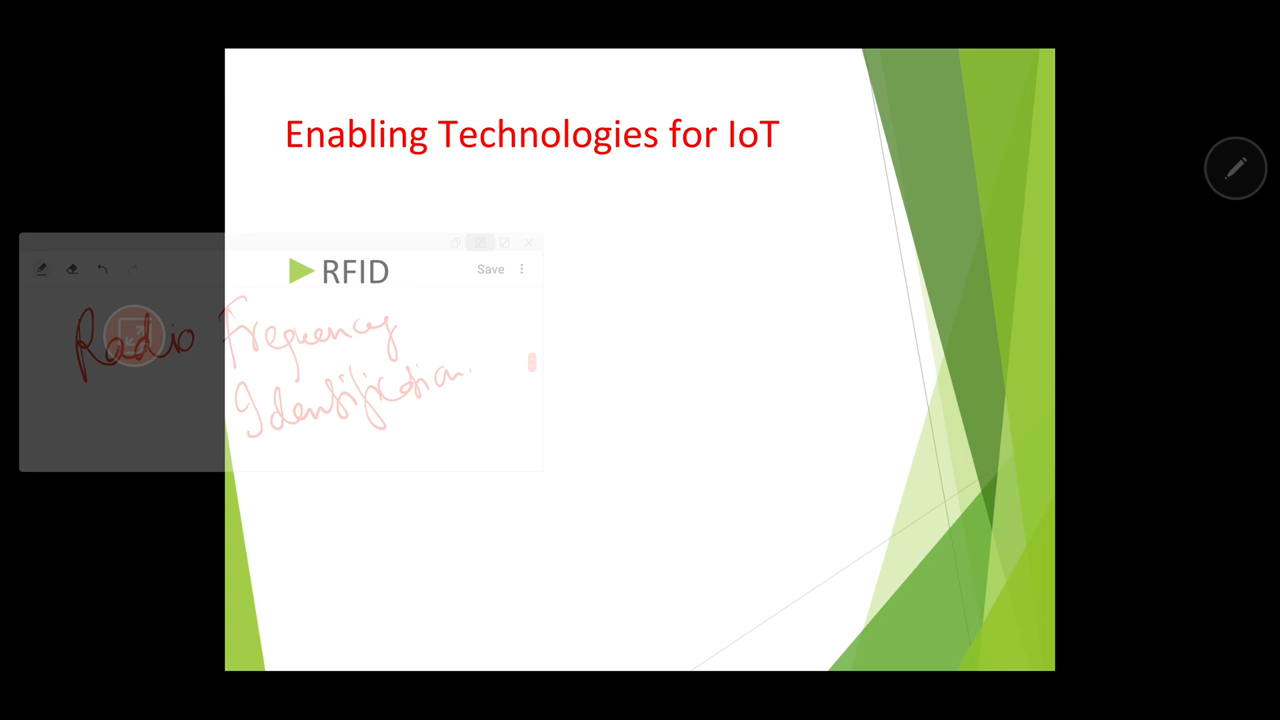 Enabling Technologies for IoT
RFID
Save
Radio Frequency
Identification.